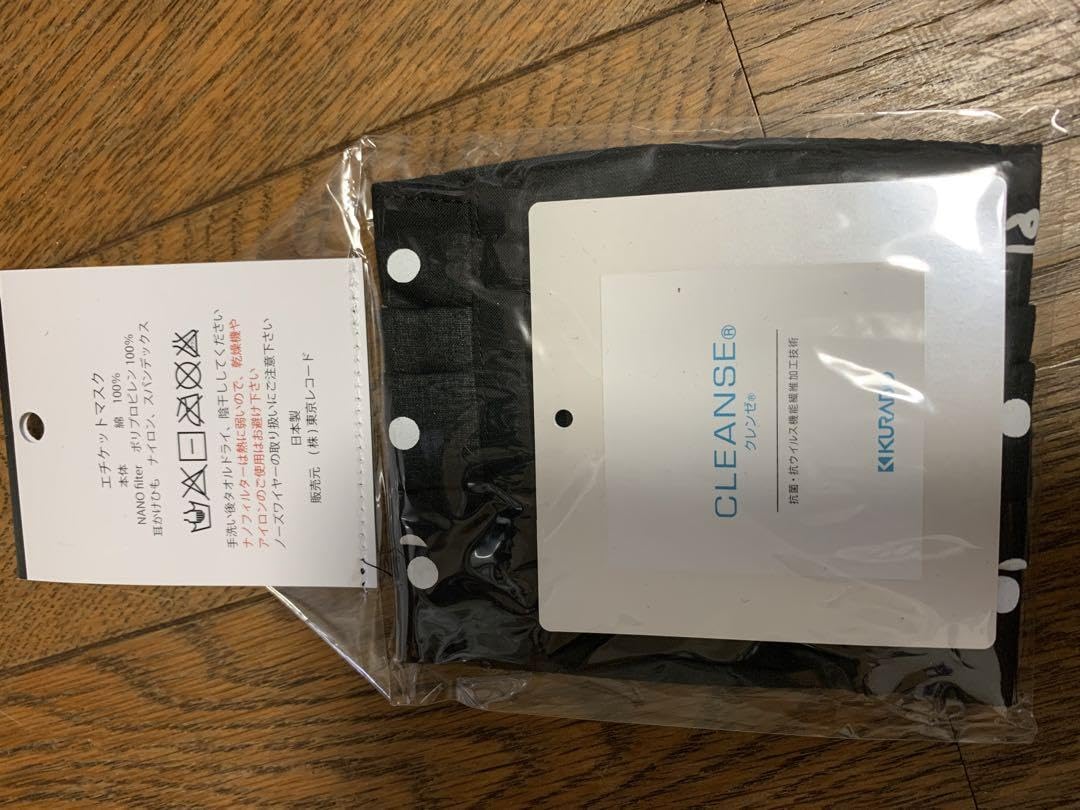 エチケットマスク
本体　綿　100%
NANO filter　ポリプロピレン 100%
耳かけひも　ナイロン、スパンデックス
手洗い後タオルドライ、陰干ししてください
ナノフィルターは熱に弱いので、乾燥機や
アイロンのご使用はお避け下さい
ノーズワイヤーの取り扱いにご注意下さい
日本製
販売元　(株)東京レコード
CLEANSE®
クレンゼ®
抗菌・抗ウイルス機能繊維加工技術
KURABO